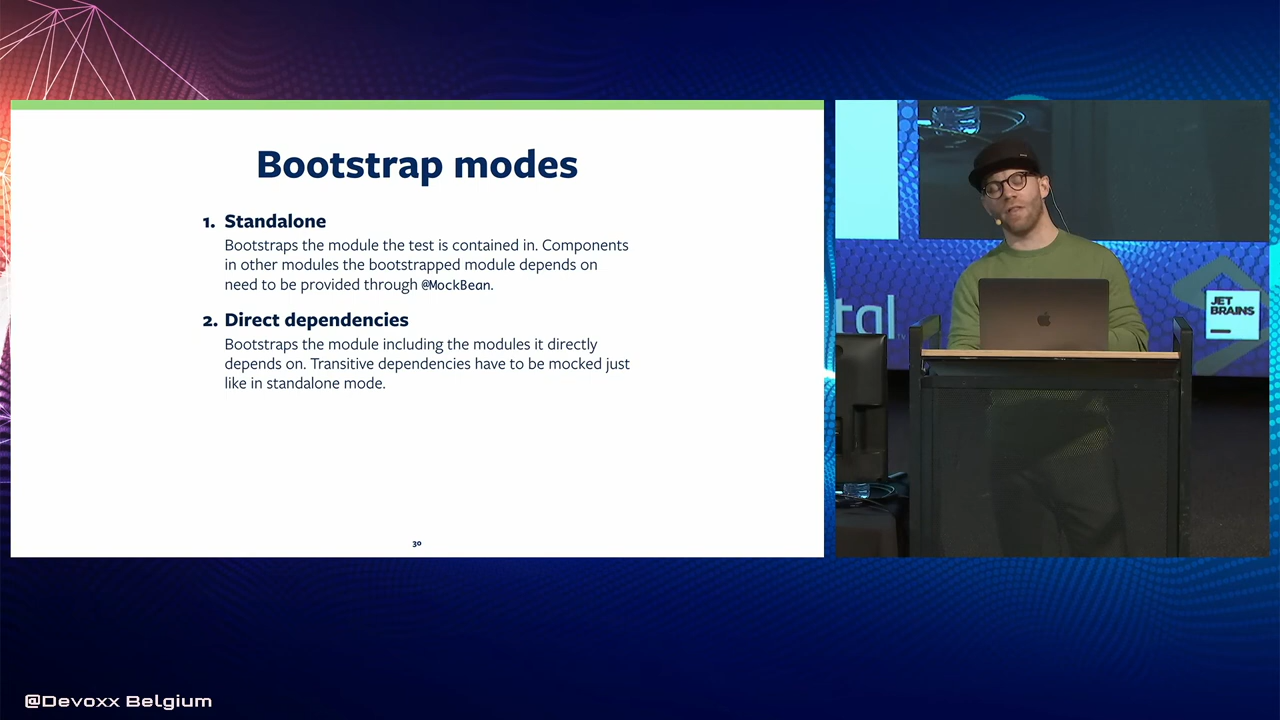 Bootstrap modes
1. Standalone
Bootstraps the module the test is contained in. Components
in other modules the bootstrapped module depends on
need to be provided through @MockBean.
2. Direct dependencies
Bootstraps the module including the modules it directly
depends on. Transitive dependencies have to be mocked just
like in standalone mode.
30
tal
JET
BRAINS
@Devoxx Belgium